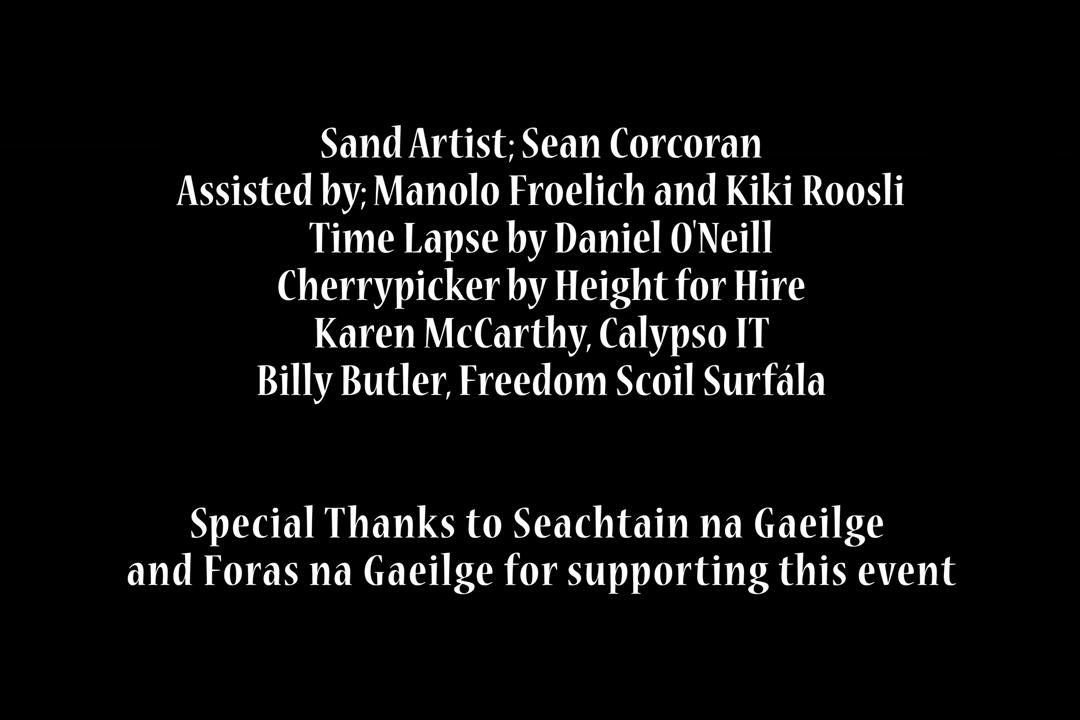 Sand Artist; Sean Corcoran
Assisted by; Manolo Froelich and Kiki Roosli
Time Lapse by Daniel O'Neill
Cherrypicker by Height for Hire
Karen McCarthy, Calypso IT
Billy Butler, Freedom Scoil Surfála
Special Thanks to Seachtain na Gaeilge
and Foras na Gaeilge for supporting this event